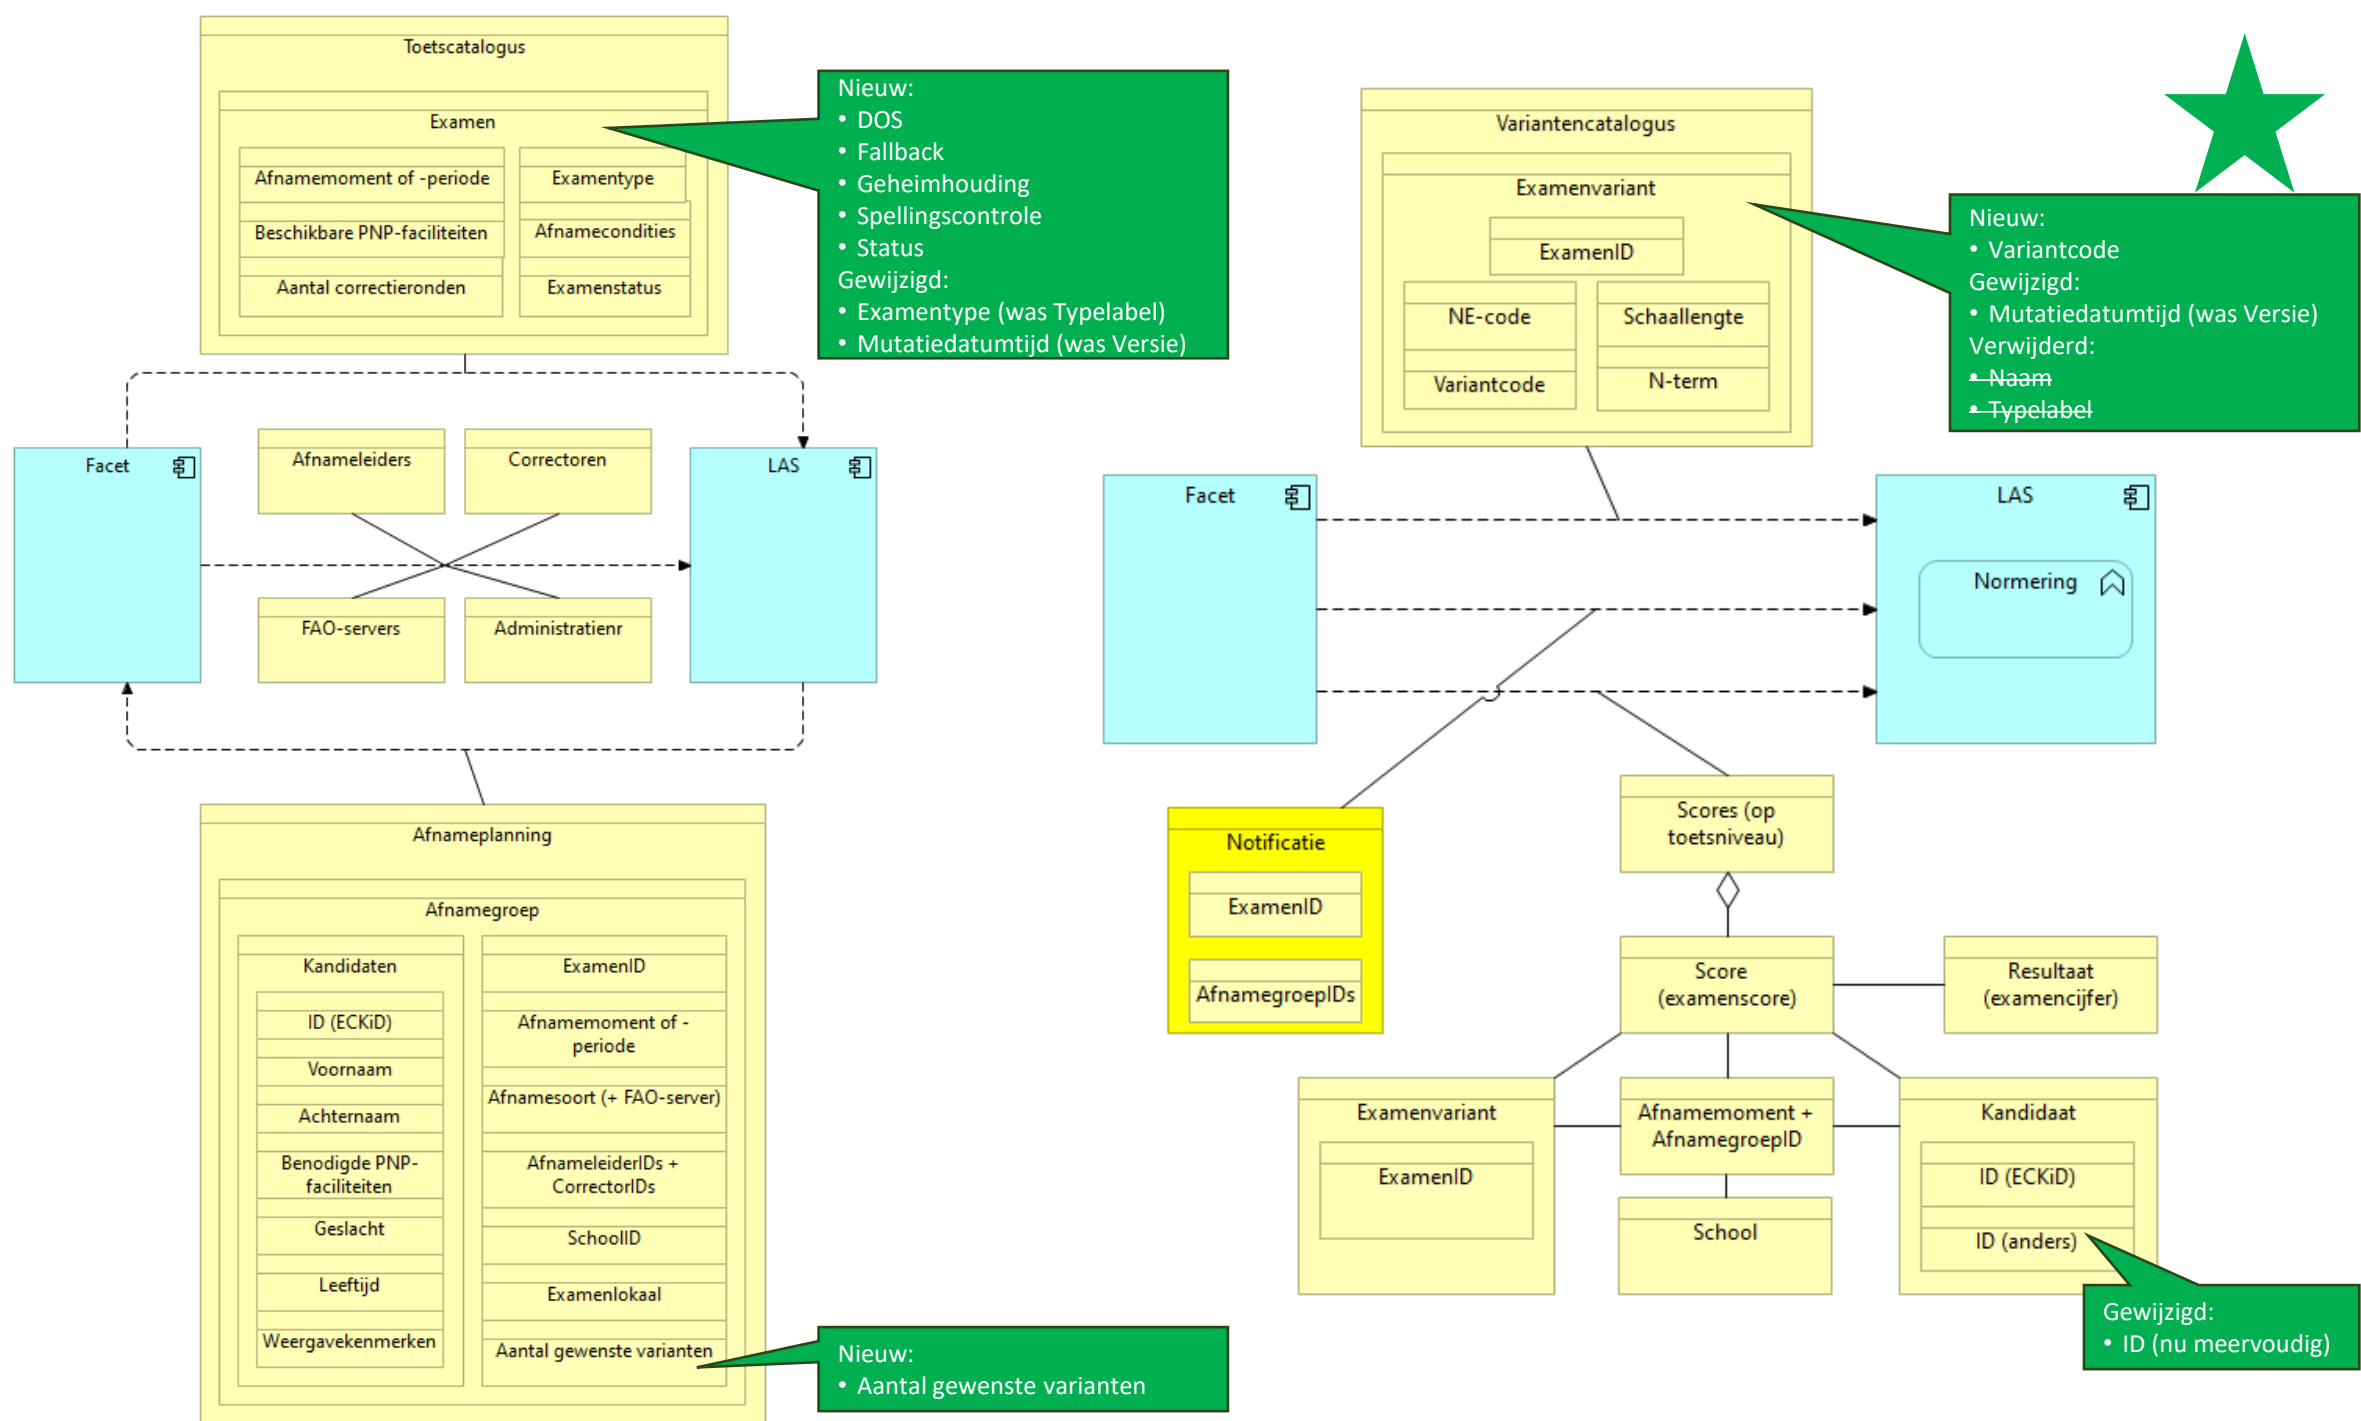 Toetscatalogus
Examen
Afnamemoment of -periode
Examentype
Beschikbare PNP-faciliteiten
Afnamecondities
Aantal correctieronden
Examenstatus
Nieuw:
• DOS
• Fallback
• Geheimhouding
• Spellingscontrole
• Status
Gewijzigd:
• Examentype (was Typelabel)
• Mutatiedatumtijd (was Versie)
Facet
Afnameleiders
Correctoren
LAS
FAO-servers
Administratienr
Afnameplanning
Afnamegroep
Kandidaten
ID (ECKiD)
Voornaam
Achternaam
Benodigde PNP-
faciliteiten
Geslacht
Leeftijd
Weergavekenmerken
ExamenID
Afnamemoment of -
periode
Afnamesoort (+ FAO-server)
AfnameleiderIDs +
CorrectorIDs
SchoolID
Examenlokaal
Aantal gewenste varianten
Nieuw:
• Aantal gewenste varianten
Variantencatalogus
Examenvariant
ExamenID
NE-code
Schaallengte
Variantcode
N-term
Nieuw:
• Variantcode
Gewijzigd:
• Mutatiedatumtijd (was Versie)
Verwijderd:
• Naam
• Typelabel
Facet
LAS
Normering
Notificatie
ExamenID
AfnamegroepIDs
Scores (op
toetsniveau)
Score
(examenscore)
Resultaat
(examencijfer)
Examenvariant
ExamenID
Afnamemoment +
AfnamegroepID
School
Kandidaat
ID (ECKiD)
ID (anders)
Gewijzigd:
• ID (nu meervoudig)